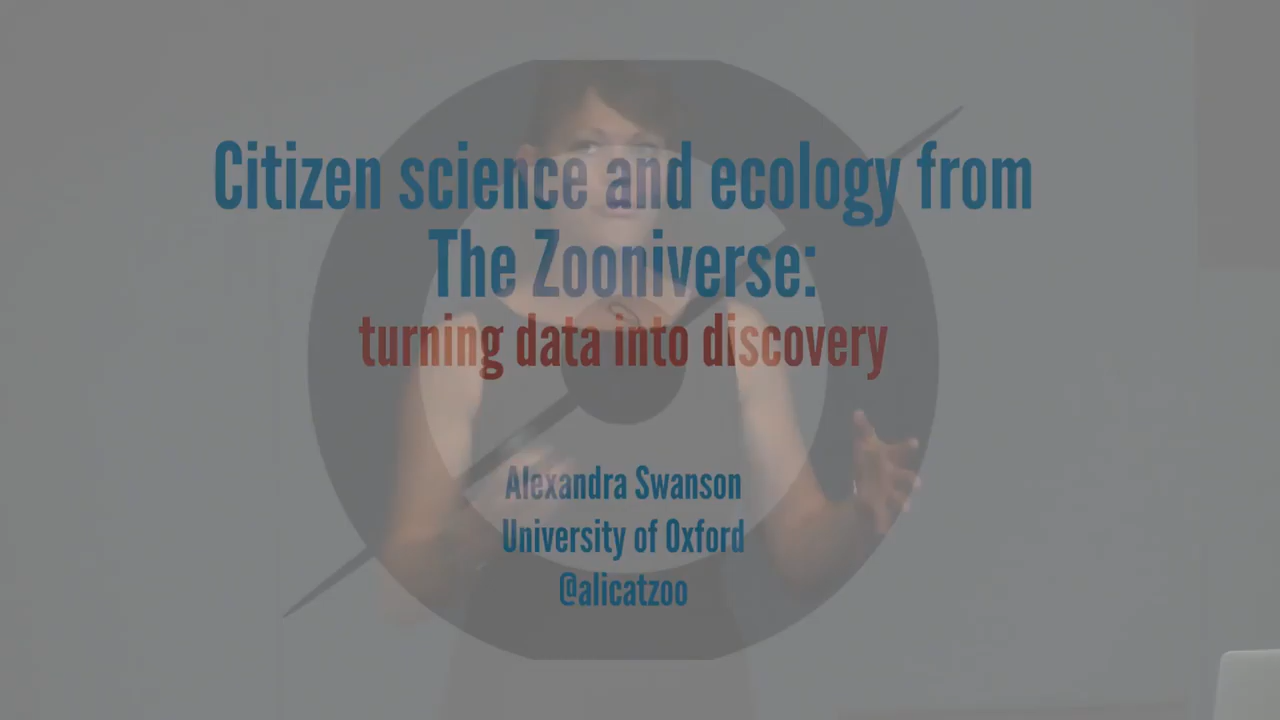 Citizen science and ecology from
The Zooniverse:
turning data into discovery
Alexandra Swanson
University of Oxford
@alicatzoo